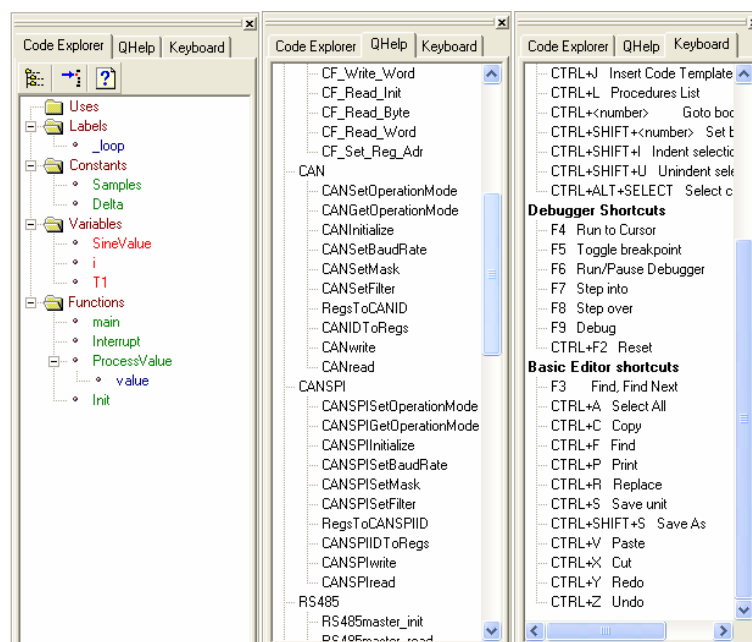 Code Explorer QHelp Keyboard
Uses
Labels
_loop
Constants
Samples
Delta
Variables
SineValue
i
T1
Functions
main
Interrupt
ProcessValue
value
Init
Code Explorer QHelp Keyboard
CF_Write_Word
CF_Read_Init
CF_Read_Byte
CF_Read_Word
CF_Set_Reg_Adr
CAN
CANSetOperationMode
CANGetOperationMode
CANInitialize
CANSetBaudRate
CANSetMask
CANSetFilter
RegsToCANID
CANIDToRegs
CANwrite
CANread
CANSPI
CANSPISetOperationMode
CANSPIGetOperationMode
CANSPIInitialize
CANSPISetBaudRate
CANSPISetMask
CANSPISetFilter
RegsToCANSPIID
CANSPIIDToRegs
CANSPIwrite
CANSPIread
RS485
RS485master_init
RS485master_read
Code Explorer QHelp Keyboard
CTRL+J Insert Code Template
CTRL+L Procedures List
CTRL+<number> Goto boo
CTRL+SHIFT+<number> Set b
CTRL+SHIFT+I Indent selectio
CTRL+SHIFT+U Unindent sele
CTRL+ALT+SELECT Select c
Debugger Shortcuts
F4 Run to Cursor
F5 Toggle breakpoint
F6 Run/Pause Debugger
F7 Step into
F8 Step over
F9 Debug
CTRL+F2 Reset
Basic Editor shortcuts
F3 Find, Find Next
CTRL+A Select All
CTRL+C Copy
CTRL+F Find
CTRL+P Print
CTRL+R Replace
CTRL+S Save unit
CTRL+SHIFT+S Save As
CTRL+V Paste
CTRL+X Cut
CTRL+Y Redo
CTRL+Z Undo